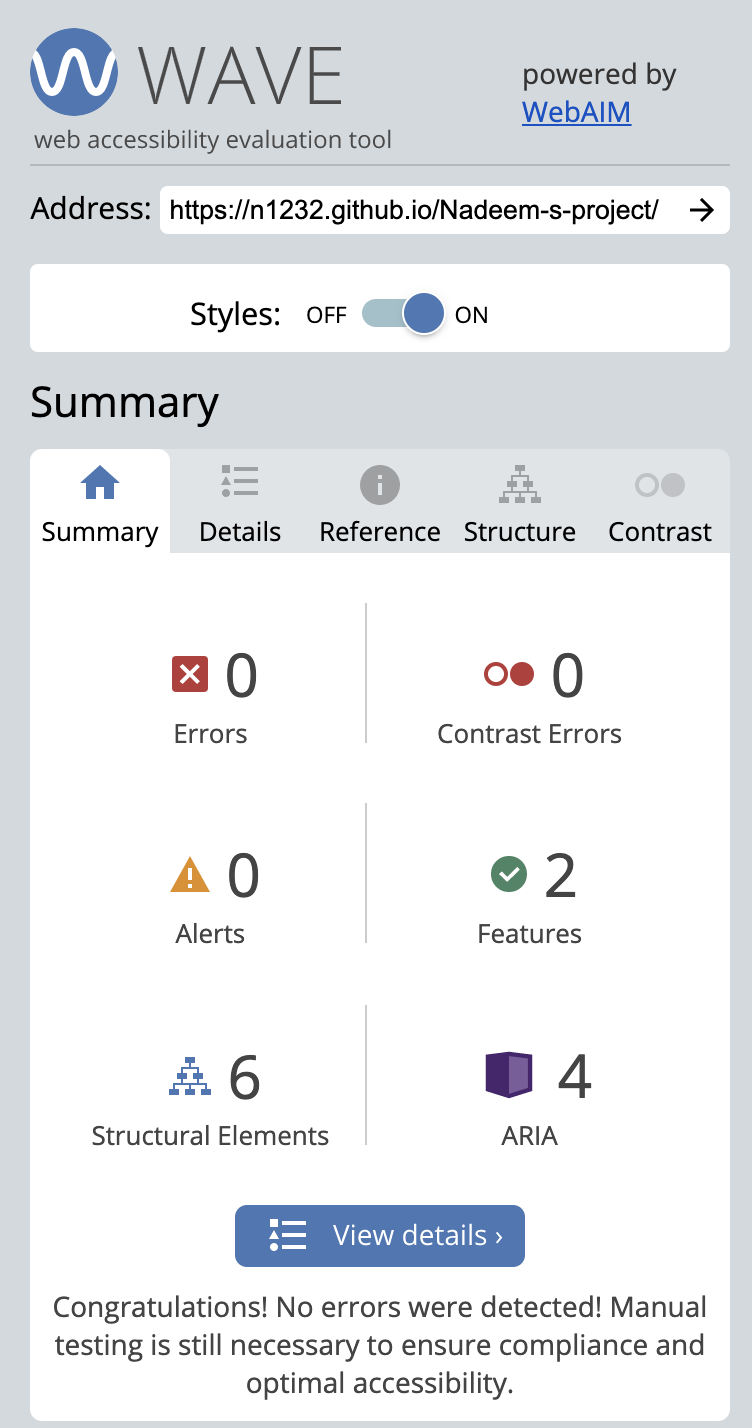 WAVE
powered by
WebAIM
web accessibility evaluation tool
Address: https://n1232.github.io/Nadeem-s-project/
Styles: OFF ON
Summary
Summary Details Reference Structure Contrast
0 0
Errors Contrast Errors
0 2
Alerts Features
6 4
Structural Elements ARIA
View details ›
Congratulations! No errors were detected! Manual
testing is still necessary to ensure compliance and
optimal accessibility.